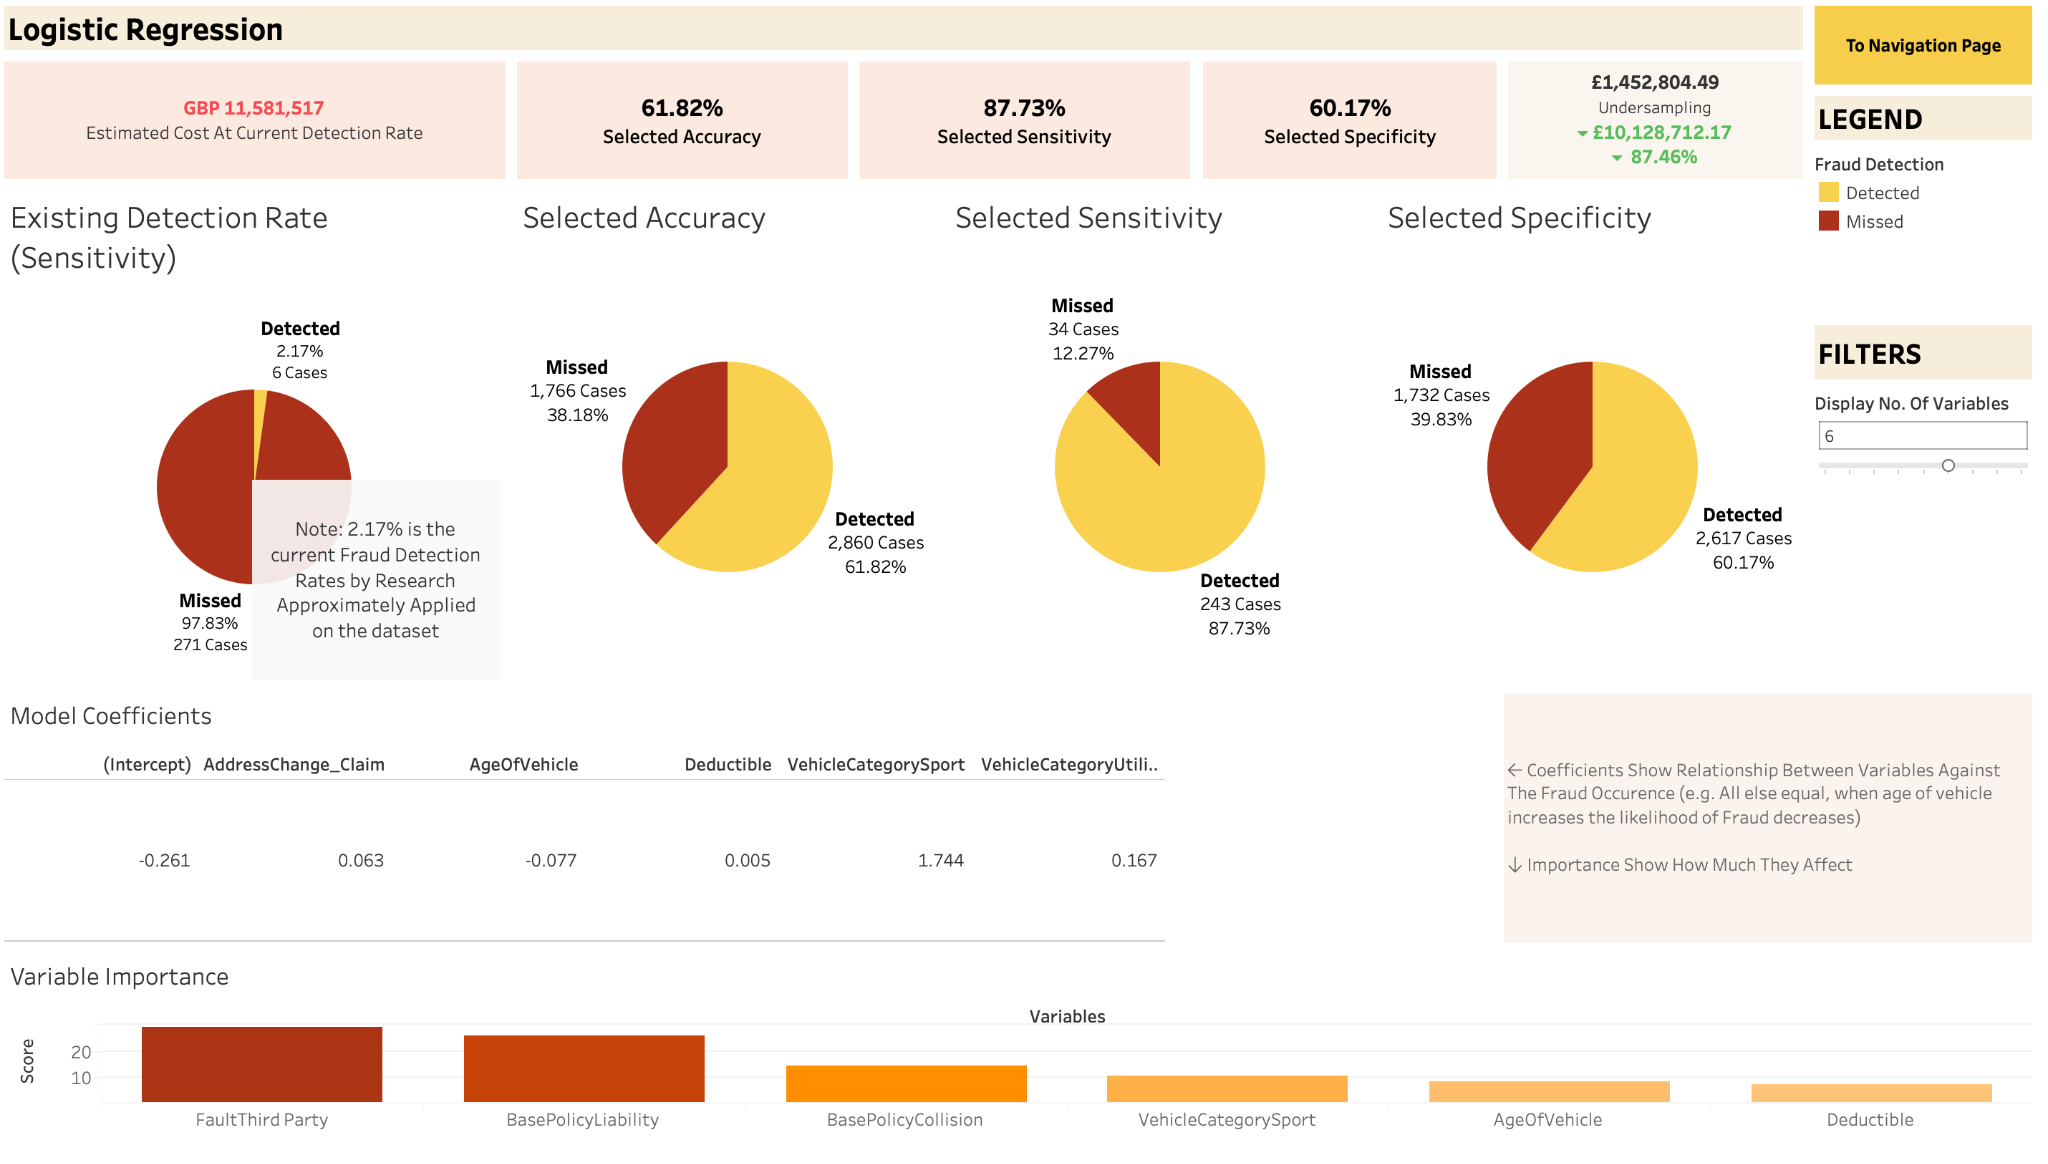 Logistic Regression
To Navigation Page
GBP 11,581,517
Estimated Cost At Current Detection Rate
61.82%
Selected Accuracy
87.73%
Selected Sensitivity
60.17%
Selected Specificity
£1,452,804.49
Undersampling
£10,128,712.17
87.46%
LEGEND
Fraud Detection
Detected
Missed
Existing Detection Rate
(Sensitivity)
Selected Accuracy
Selected Sensitivity
Selected Specificity
Detected
2.17%
6 Cases
Missed
97.83%
271 Cases
Note: 2.17% is the
current Fraud Detection
Rates by Research
Approximately Applied
on the dataset
Missed
1,766 Cases
38.18%
Detected
2,860 Cases
61.82%
Missed
34 Cases
12.27%
Detected
243 Cases
87.73%
Missed
1,732 Cases
39.83%
Detected
2,617 Cases
60.17%
FILTERS
Display No. Of Variables
6
Model Coefficients
(Intercept) AddressChange_Claim AgeOfVehicle Deductible VehicleCategorySport VehicleCategoryUtili..
-0.261 0.063 -0.077 0.005 1.744 0.167
← Coefficients Show Relationship Between Variables Against
The Fraud Occurence (e.g. All else equal, when age of vehicle
increases the likelihood of Fraud decreases)
↓ Importance Show How Much They Affect
Variable Importance
Variables
Score
20
10
FaultThird Party BasePolicyLiability BasePolicyCollision VehicleCategorySport AgeOfVehicle Deductible